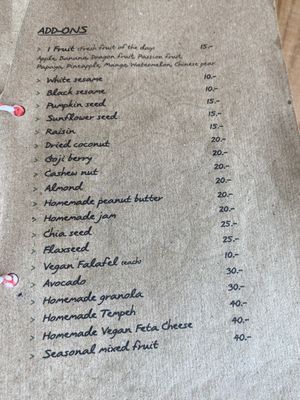 ADD-ONS
> 1 Fruit (fresh fruit of the day) 15.-
Apple, Banana, Dragon fruit, Passion fruit,
Papaya, Pineapple, Mango, Watermelon, Chinese pear
> White sesame 10.-
> Black sesame 10.-
> Pumpkin seed 15.-
> Sunflower seed 15.-
> Raisin 15.-
> Dried coconut 20.-
> Goji berry 20.-
> Cashew nut 20.-
> Almond 20.-
> Homemade peanut butter 20.-
> Homemade jam 20.-
> Chia seed 25.-
> Flaxseed 25.-
> Vegan Falafel (each) 10.-
> Avocado 30.-
> Homemade granola 30.-
> Homemade Tempeh 40.-
> Homemade Vegan Feta Cheese 40.-
> Seasonal mixed fruit 40.-